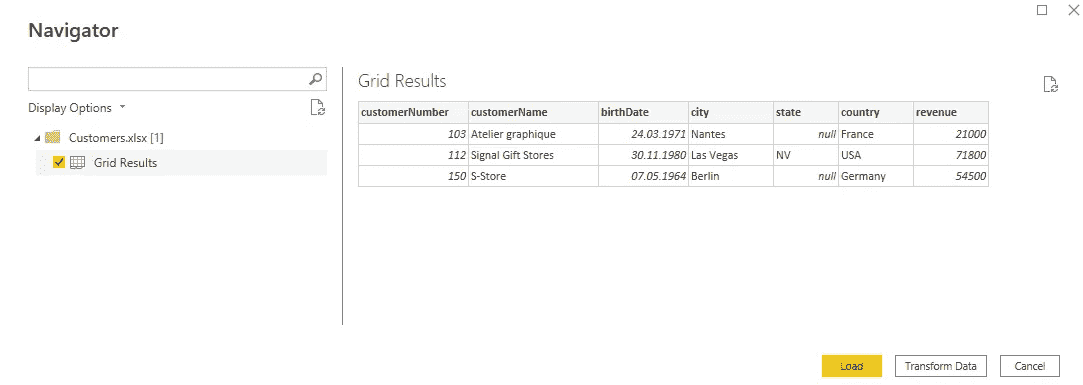 Navigator
Display Options
Customers.xlsx [1]
Grid Results
Grid Results
customerNumber customerName birthDate city state country revenue
103 Atelier graphique 24.03.1971 Nantes null France 21000
112 Signal Gift Stores 30.11.1980 Las Vegas NV USA 71800
150 S-Store 07.05.1964 Berlin null Germany 54500
Load Transform Data Cancel